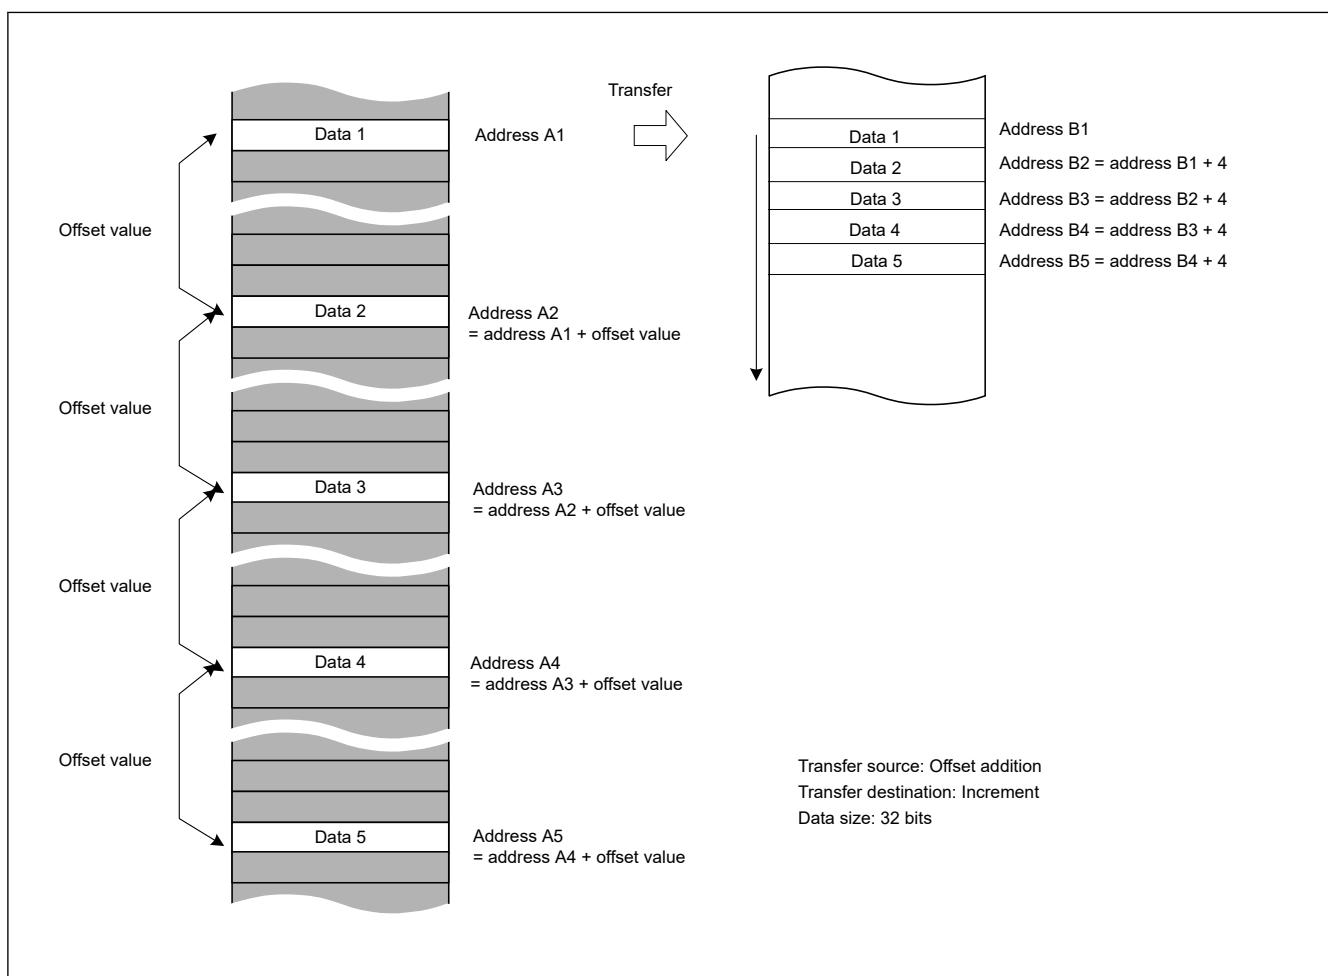 Transfer
Data 1
Address A1
Data 1
Address B1
Data 2
Address B2 = address B1 + 4
Data 3
Address B3 = address B2 + 4
Offset value
Data 4
Address B4 = address B3 + 4
Data 5
Address B5 = address B4 + 4
Data 2
Address A2
= address A1 + offset value
Offset value
Data 3
Address A3
= address A2 + offset value
Offset value
Data 4
Address A4
= address A3 + offset value
Offset value
Transfer source: Offset addition
Transfer destination: Increment
Data size: 32 bits
Data 5
Address A5
= address A4 + offset value